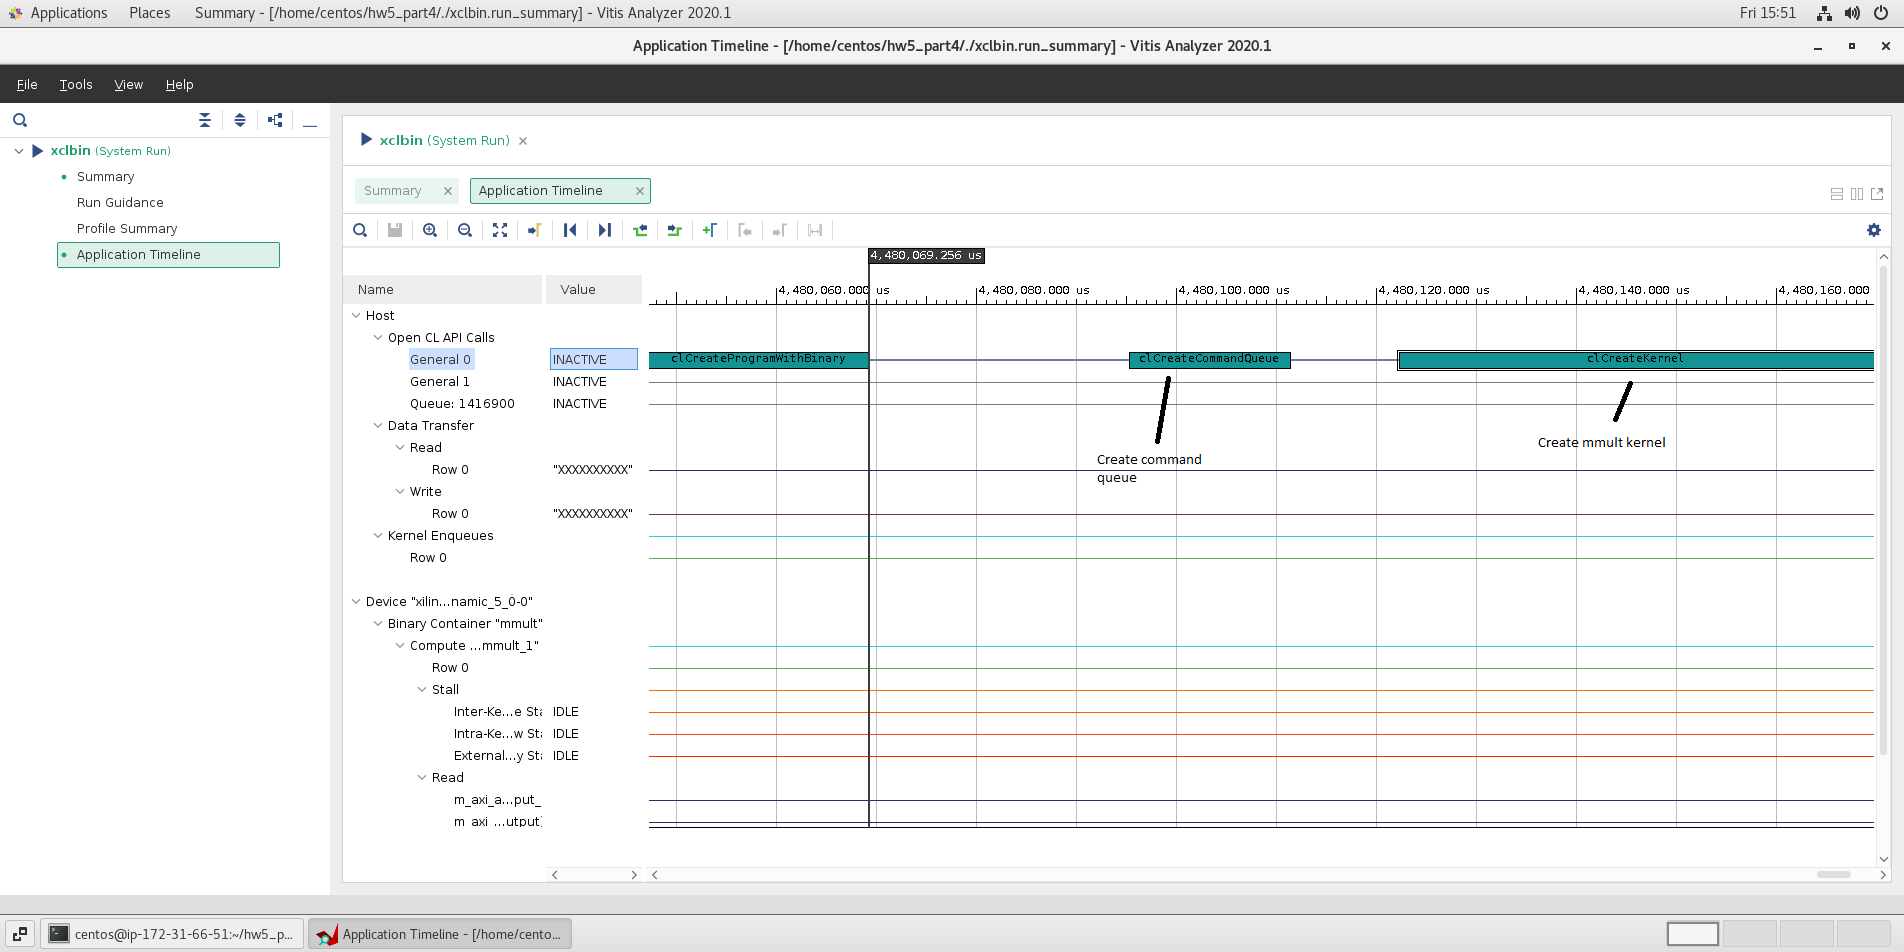 Applications Places Summary - [/home/centos/hw5_part4/./xclbin.run_summary] - Vitis Analyzer 2020.1 Fri 15:51
Application Timeline - [/home/centos/hw5_part4/./xclbin.run_summary] - Vitis Analyzer 2020.1
File Tools View Help
xclbin (System Run)
Summary
Run Guidance
Profile Summary
Application Timeline
xclbin (System Run)
Summary Application Timeline
4,480,069.256 us
Name Value
4,480,060.000 us 4,480,080.000 us 4,480,100.000 us 4,480,120.000 us 4,480,140.000 us 4,480,160.000
Host
Open CL API Calls
General 0 INACTIVE clCreateProgramWithBinary clCreateCommandQueue clCreateKernel
General 1 INACTIVE
Queue: 1416900 INACTIVE
Data Transfer
Read
Create mmult kernel
Create command
queue
Row 0 "XXXXXXXXXX"
Write
Row 0 "XXXXXXXXXX"
Kernel Enqueues
Row 0
Device "xilin...namic_5_0-0"
Binary Container "mmult"
Compute ...mmult_1"
Row 0
Stall
Inter-Ke...e Sta IDLE
Intra-Ke...w Sta IDLE
External...y Sta IDLE
Read
m_axi_a...put_
m_axi_...utput)
centos@ip-172-31-66-51:~/hw5_p... Application Timeline - [/home/cento...